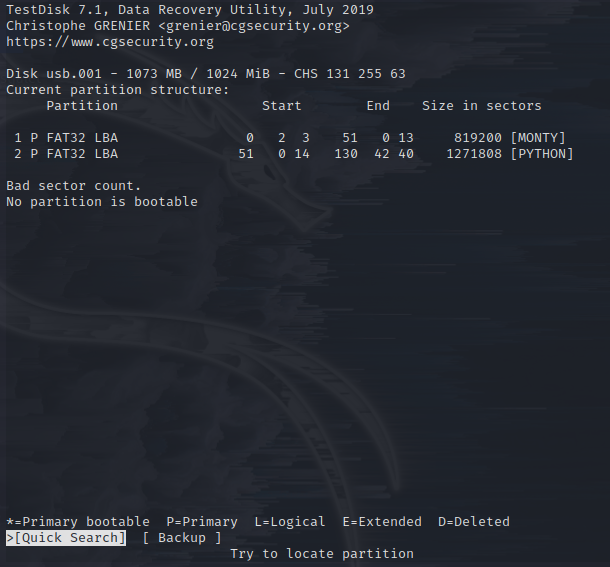 TestDisk 7.1, Data Recovery Utility, July 2019
Christophe GRENIER <grenier@cgsecurity.org>
https://www.cgsecurity.org
Disk usb.001 - 1073 MB / 1024 MiB - CHS 131 255 63
Current partition structure:
Partition Start End Size in sectors
1 P FAT32 LBA 0 2 3 51 0 13 819200 [MONTY]
2 P FAT32 LBA 51 0 14 130 42 40 1271808 [PYTHON]
Bad sector count.
No partition is bootable
*=Primary bootable P=Primary L=Logical E=Extended D=Deleted
>[Quick Search] [ Backup ]
Try to locate partition